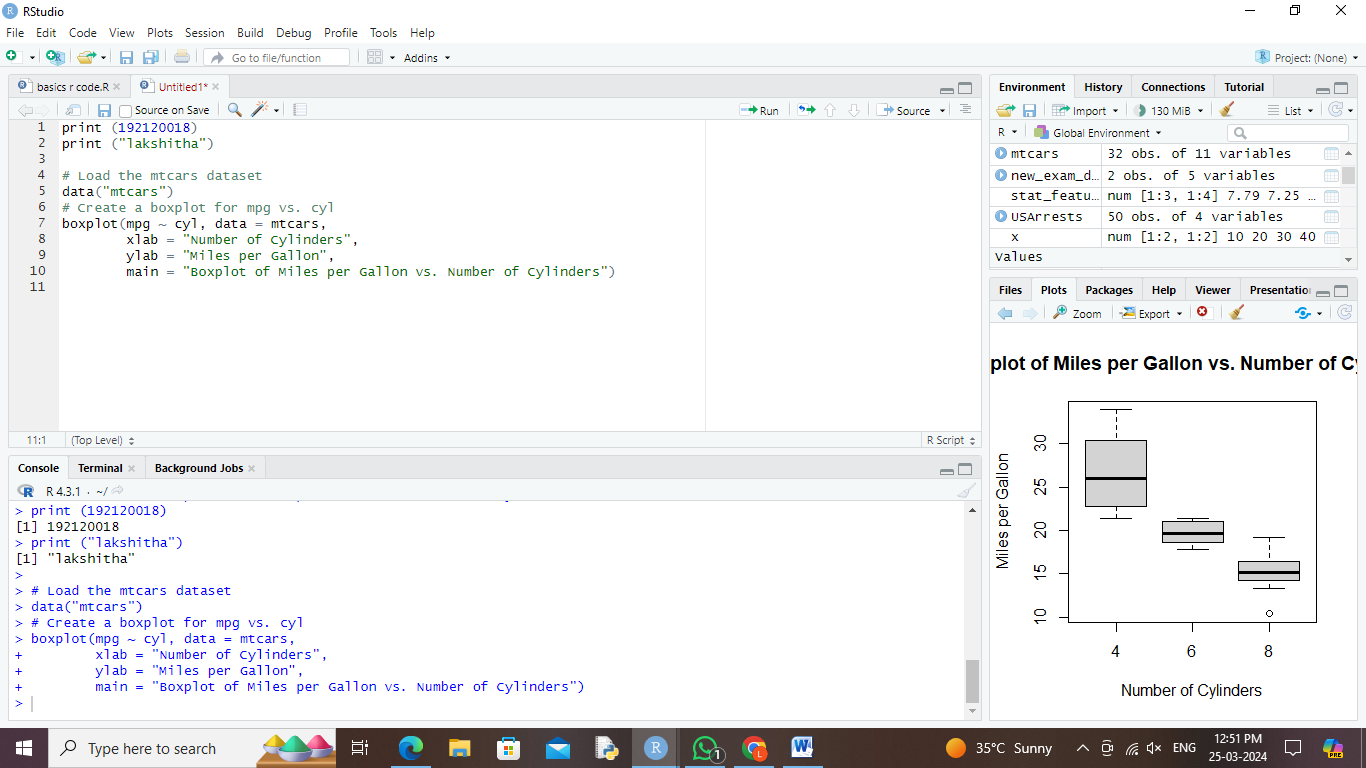 RStudio
File Edit Code View Plots Session Build Debug Profile Tools Help
Go to file/function Addins Project: (None)
basics r code.R Untitled1*
Source on Save Run Source
1 print (192120018)
2 print ("lakshitha")
3
4 # Load the mtcars dataset
5 data("mtcars")
6 # Create a boxplot for mpg vs. cyl
7 boxplot(mpg ~ cyl, data = mtcars,
8 xlab = "Number of Cylinders",
9 ylab = "Miles per Gallon",
10 main = "Boxplot of Miles per Gallon vs. Number of Cylinders")
11
11:1 (Top Level) R Script
Console Terminal Background Jobs
R 4.3.1 · ~/
> print (192120018)
[1] 192120018
> print ("lakshitha")
[1] "lakshitha"
>
> # Load the mtcars dataset
> data("mtcars")
> # Create a boxplot for mpg vs. cyl
> boxplot(mpg ~ cyl, data = mtcars,
+ xlab = "Number of Cylinders",
+ ylab = "Miles per Gallon",
+ main = "Boxplot of Miles per Gallon vs. Number of Cylinders")
>
Environment History Connections Tutorial
Import 130 MiB List
R Global Environment
mtcars 32 obs. of 11 variables
new_exam_d… 2 obs. of 5 variables
stat_featu… num [1:3, 1:4] 7.79 7.25 …
USArrests 50 obs. of 4 variables
x num [1:2, 1:2] 10 20 30 40
Values
Files Plots Packages Help Viewer Presentatio
Zoom Export
plot of Miles per Gallon vs. Number of Cy
Miles per Gallon
30
25
20
15
10
4 6 8
Number of Cylinders
Type here to search
1
L
35°C Sunny
ENG
12:51 PM
25-03-2024
PRE